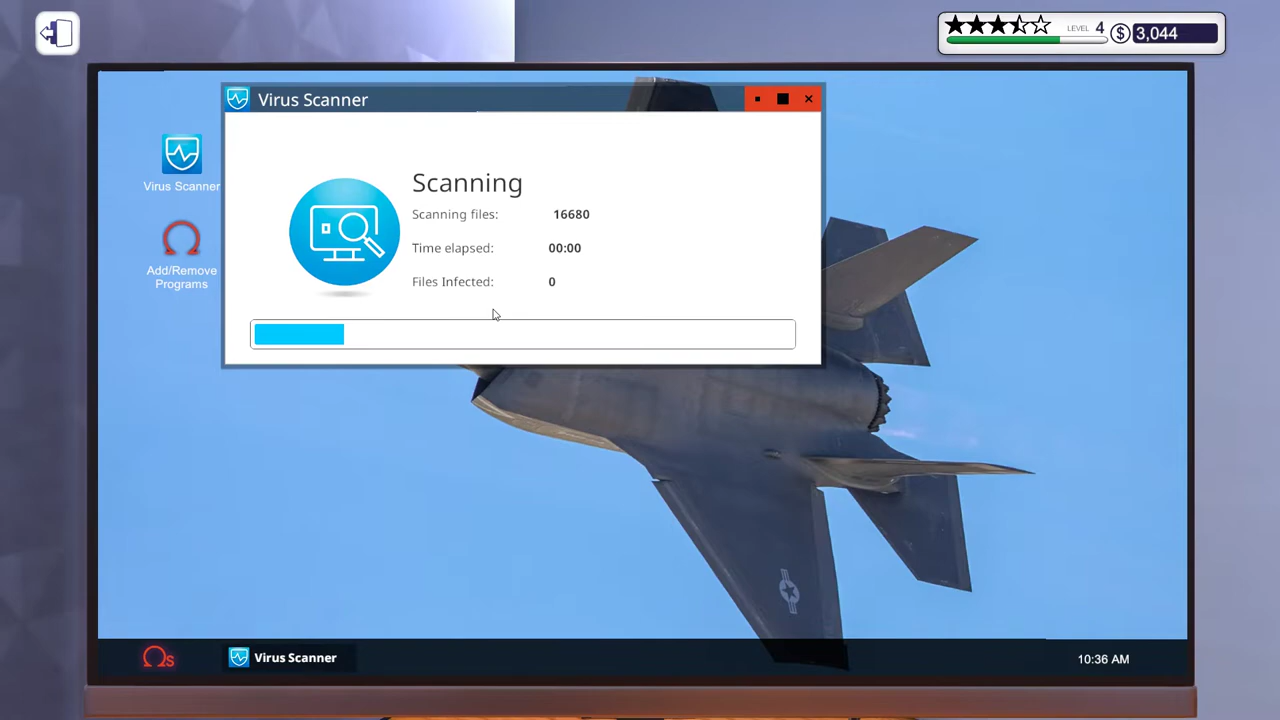 LEVEL 4
3,044
Virus Scanner
Virus Scanner
Add/Remove
Programs
Scanning
Scanning files: 16680
Time elapsed: 00:00
Files Infected: 0
Ωs
Virus Scanner
10:36 AM